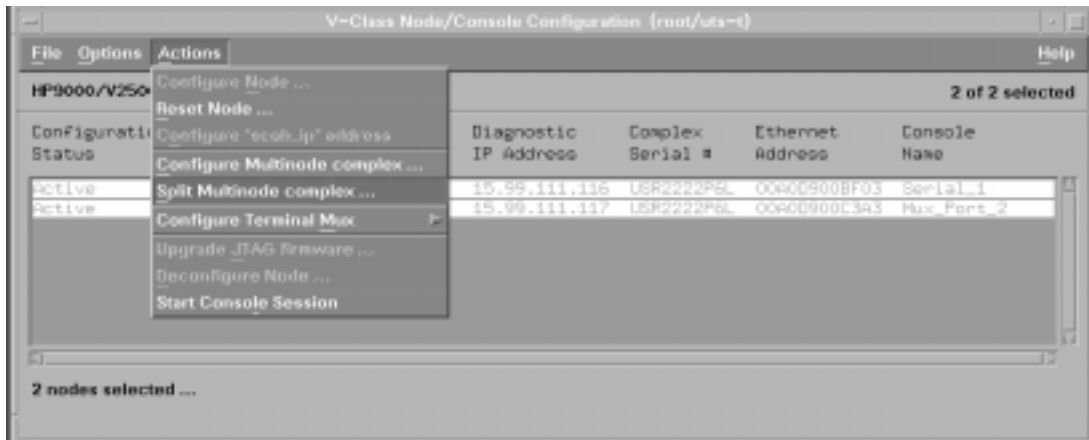 V-Class Node/Console Configuration (root/uts-t)
File Options Actions Help
HP9000/V250 2 of 2 selected
Configure Node ...
Reset Node ...
Configure "scub_ip" address
Configure Multinode complex ...
Split Multinode complex ...
Configure Terminal Mux
Upgrade JTAG firmware ...
Deconfigure Node ...
Start Console Session
Configurati Diagnostic Complex Ethernet Console
Status IP Address Serial # Address Name
Active 15.99.111.116 USR2222P6L 00A0D900BF03 Serial_1
Active 15.99.111.117 USR2222P6L 00A0D900C3A3 Mux_Port_2
2 nodes selected ...